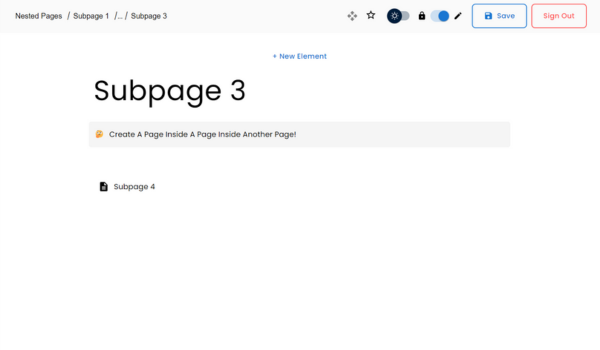 Nested Pages / Subpage 1 /... / Subpage 3
Save
Sign Out
+ New Element
Subpage 3
Create A Page Inside A Page Inside Another Page!
Subpage 4